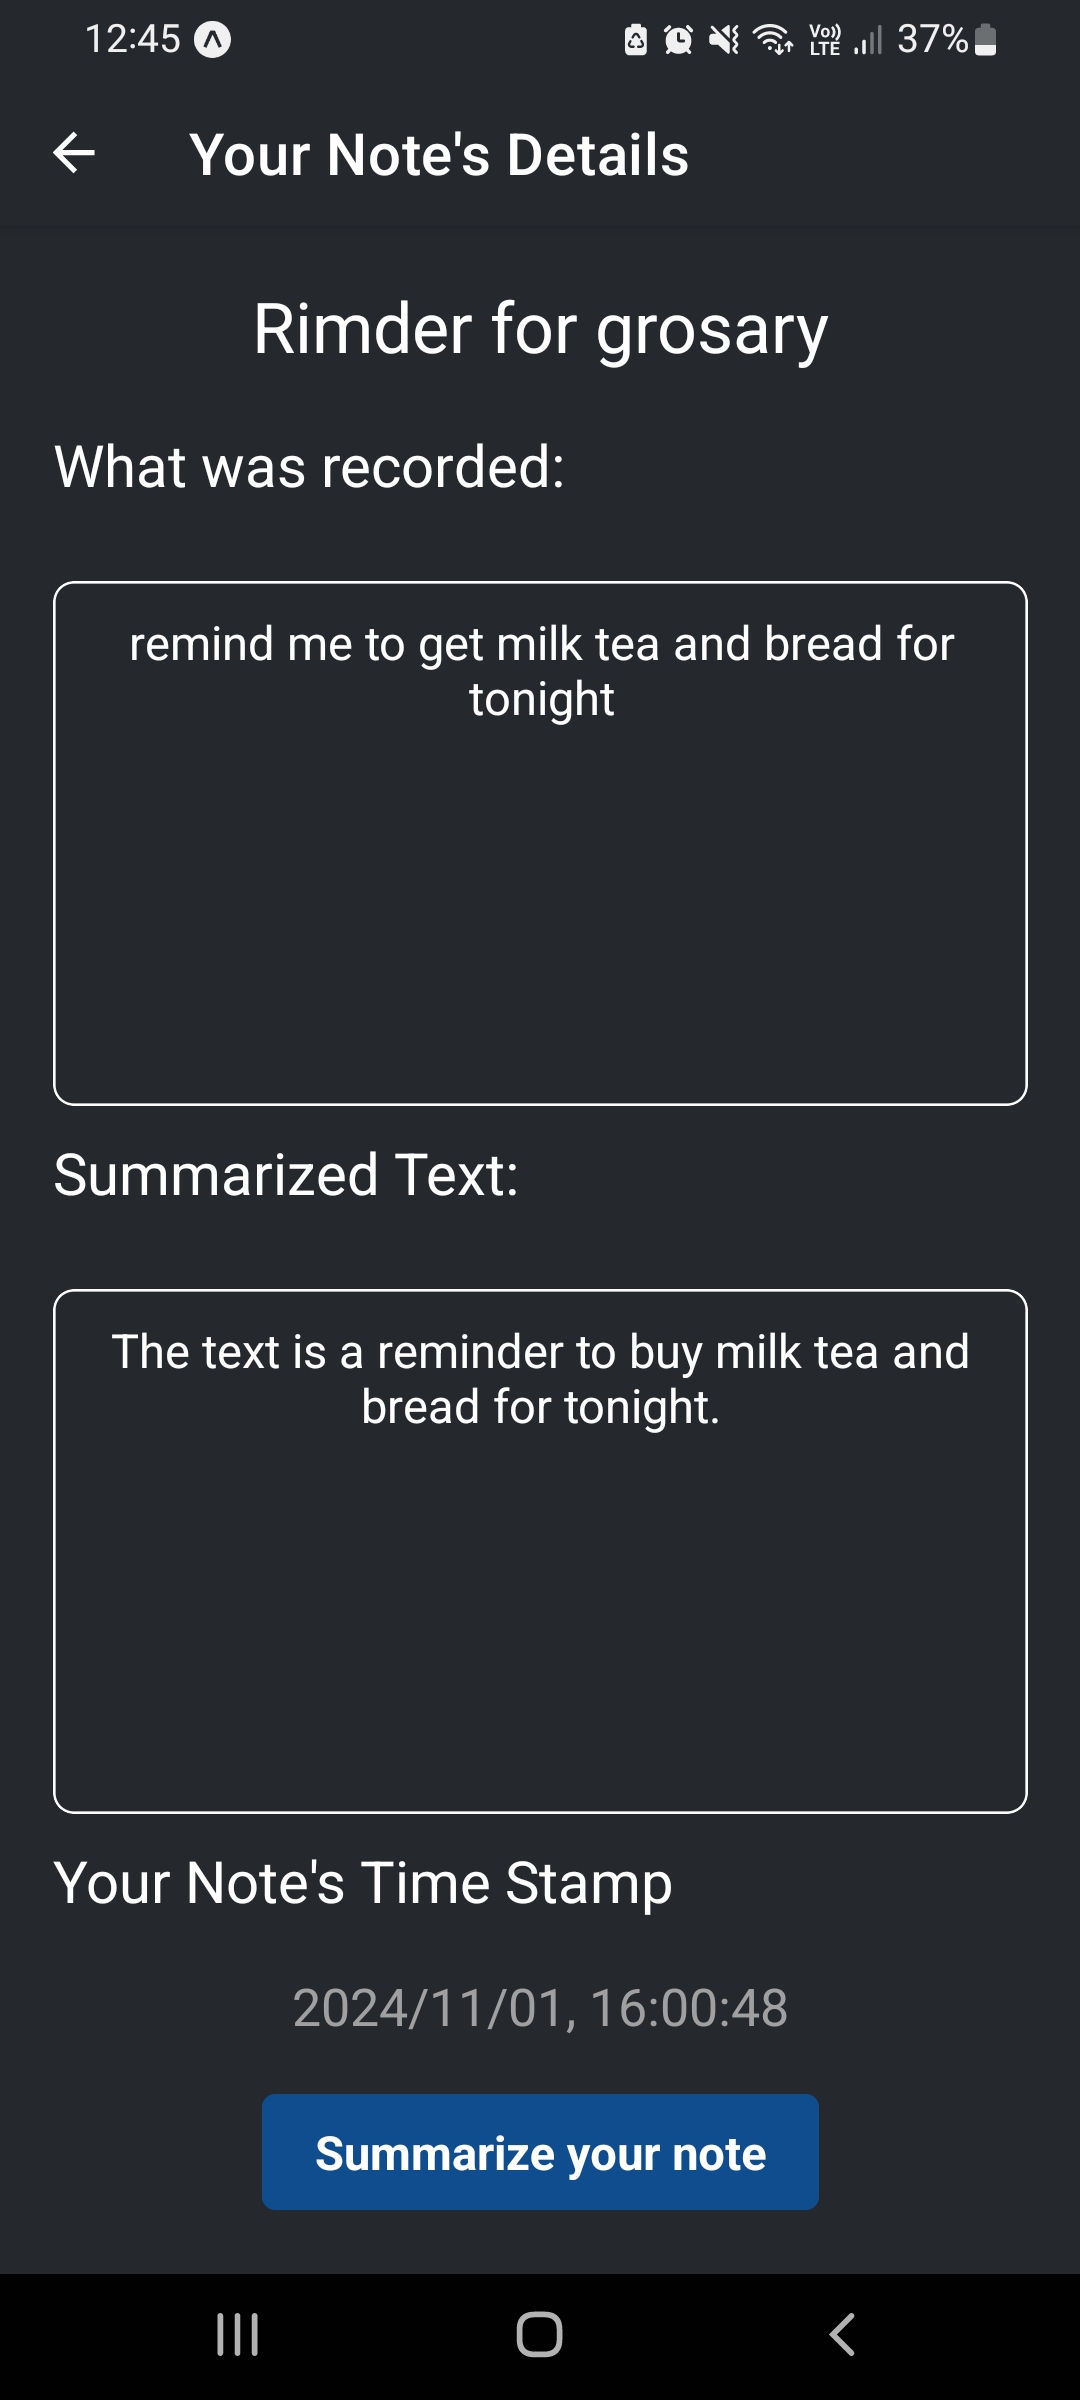 12:45
Vo)) LTE
37%
Your Note's Details
Rimder for grosary
What was recorded:
remind me to get milk tea and bread for
tonight
Summarized Text:
The text is a reminder to buy milk tea and
bread for tonight.
Your Note's Time Stamp
2024/11/01, 16:00:48
Summarize your note